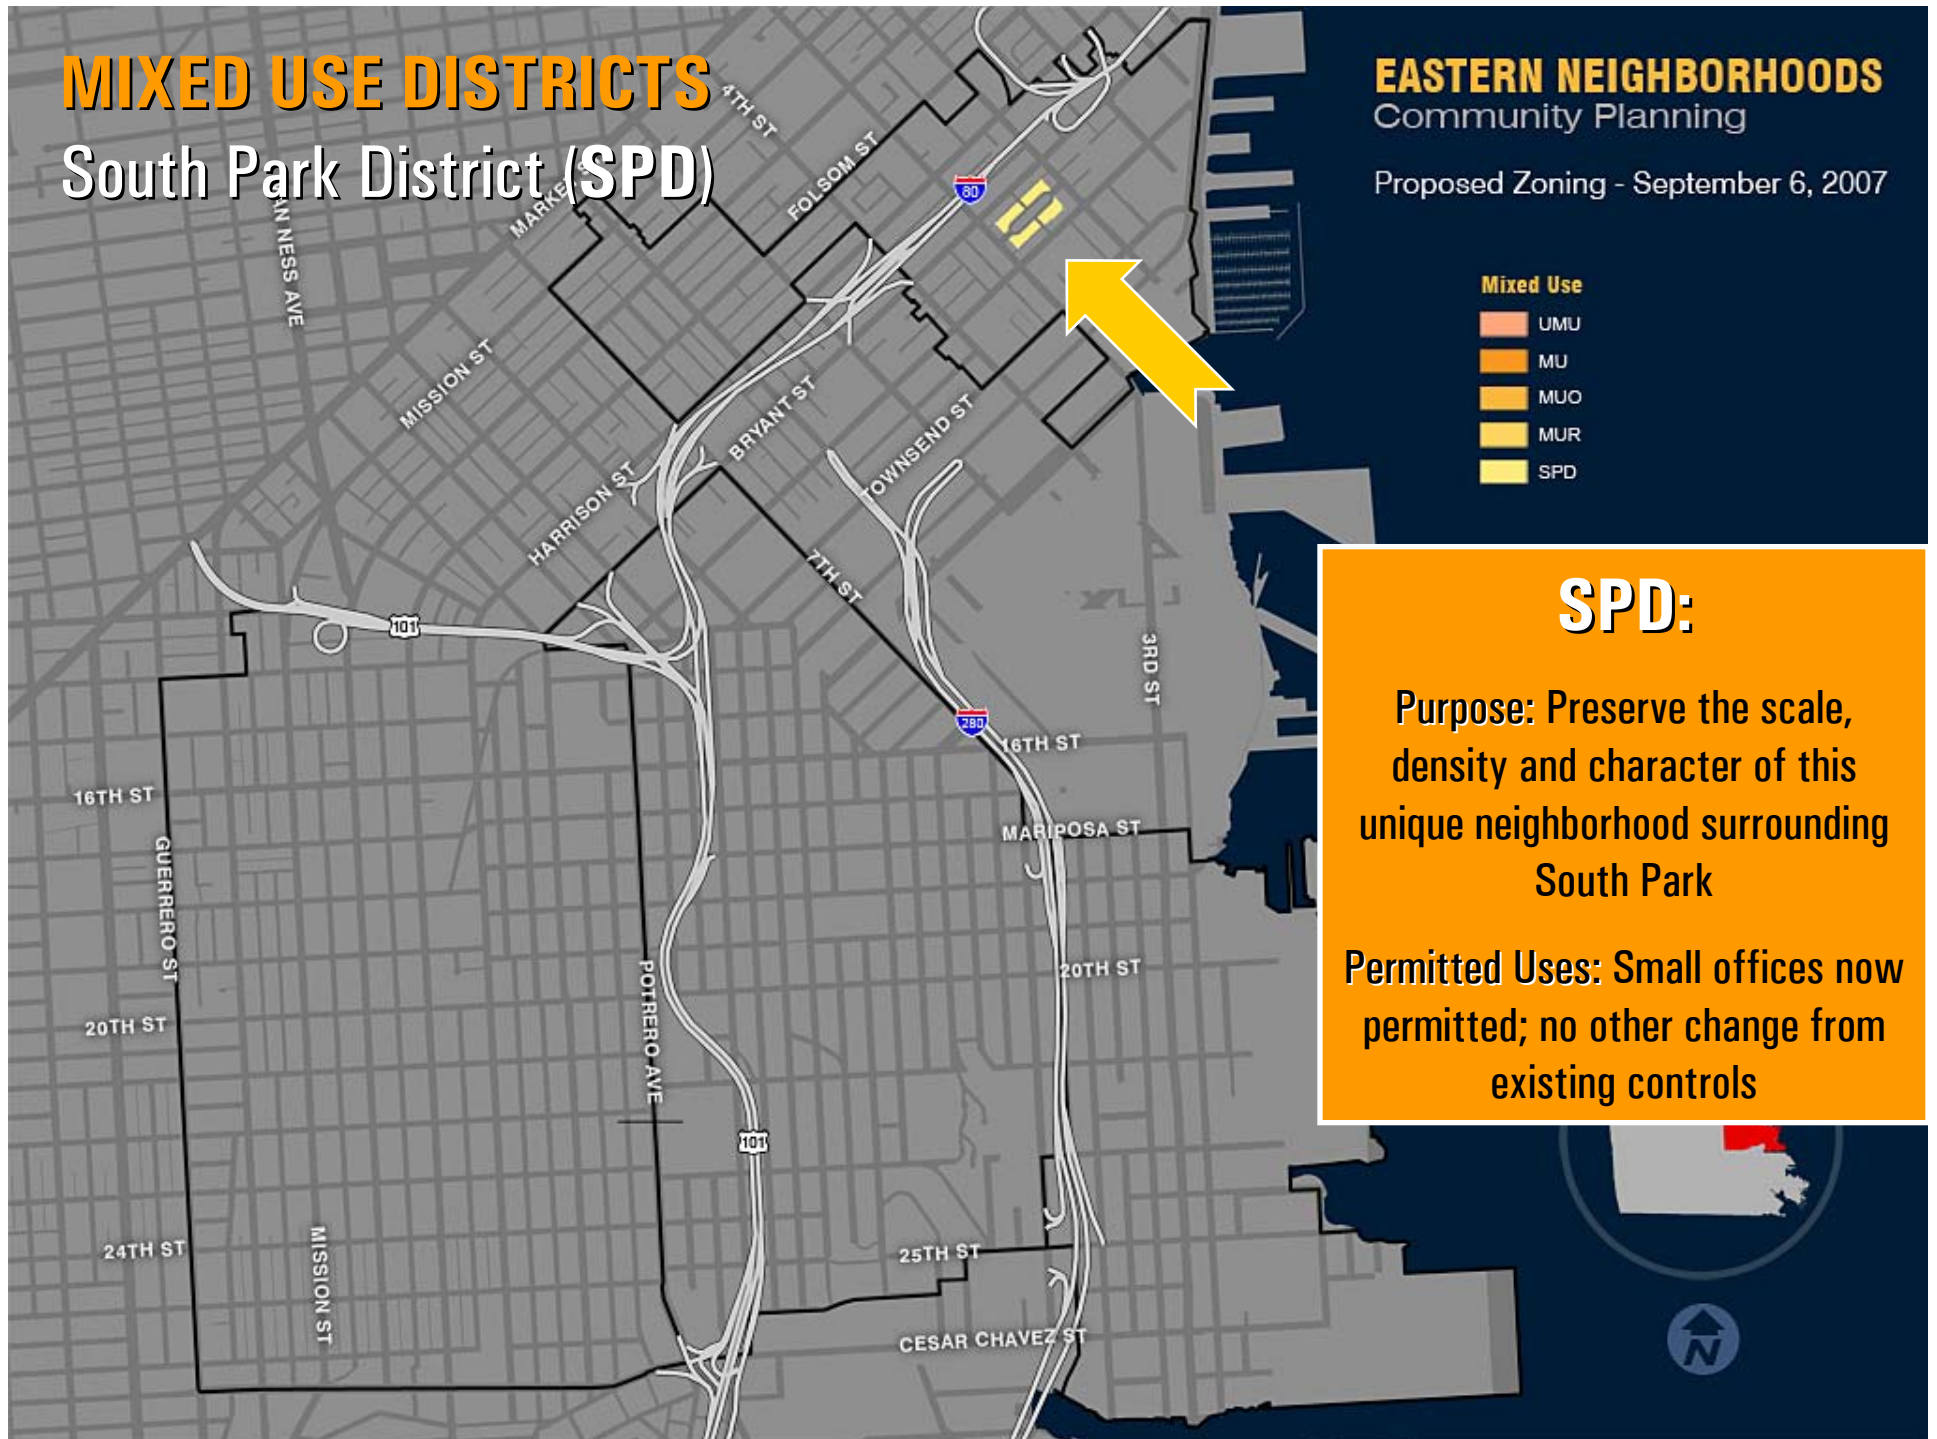 MIXED USE DISTRICTS
South Park District (SPD)
EASTERN NEIGHBORHOODS
Community Planning
Proposed Zoning - September 6, 2007
Mixed Use
UMU
MU
MUO
MUR
SPD
SPD:
Purpose: Preserve the scale,
density and character of this
unique neighborhood surrounding
South Park
Permitted Uses: Small offices now
permitted; no other change from
existing controls
4TH ST
FOLSOM ST
80
NESS AVE
MISSION ST
BRYANT ST
TOWNSEND ST
HARRISON ST
7TH ST
101
3RD ST
280
16TH ST
16TH ST
MARIPOSA ST
GUERRERO ST
20TH ST
POTRERO AVE
20TH ST
101
24TH ST
MISSION ST
25TH ST
CESAR CHAVEZ ST
N